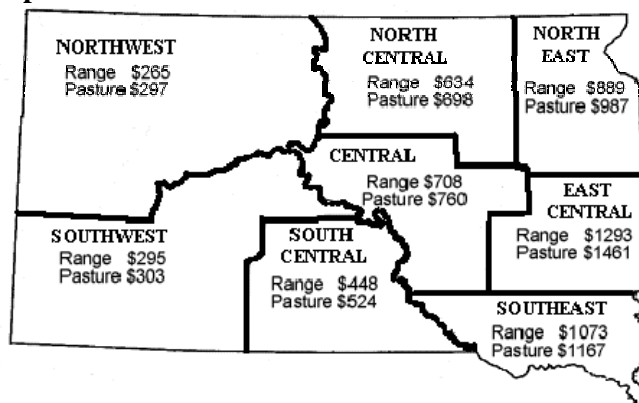 NORTHWEST
Range $265
Pasture $297
NORTH
CENTRAL
Range $634
Pasture $698
NORTH
EAST
Range $889
Pasture $987
CENTRAL
Range $708
Pasture $760
EAST
CENTRAL
Range $1293
Pasture $1461
SOUTHWEST
Range $295
Pasture $303
SOUTH
CENTRAL
Range $448
Pasture $524
SOUTHEAST
Range $1073
Pasture $1167